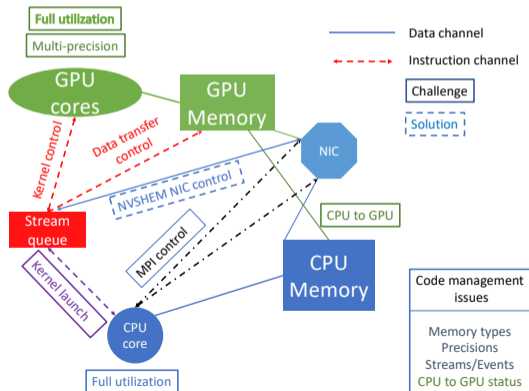 Full utilization
Multi-precision
GPU
cores
GPU
Memory
Data channel
Instruction channel
Challenge
Solution
NIC
Kernel control
Data transfer
control
NVSHEM NIC control
CPU to GPU
Stream
queue
MPI control
CPU
Memory
Kernel launch
CPU
core
Full utilization
Code management
issues
Memory types
Precisions
Streams/Events
CPU to GPU status